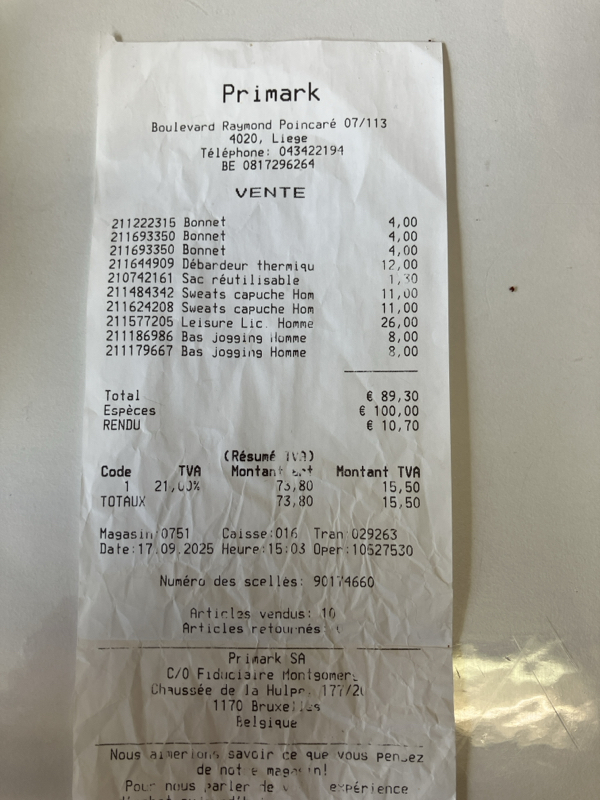 Primark
Boulevard Raymond Poincaré 07/113
4020, Liege
Téléphone: 043422194
BE 0817296264
VENTE
211222315 Bonnet 4,00
211693350 Bonnet 4,00
211693350 Bonnet 4,00
211644909 Débardeur thermiqu 12,00
210742161 Sac réutilisable 1,30
211484342 Sweats capuche Hom 11,00
211624208 Sweats capuche Hom 11,00
211577205 Leisure Lic. Homme 26,00
211186986 Bas jogging Homme 8,00
211179667 Bas jogging Homme 8,00
Total € 89,30
Espèces € 100,00
RENDU € 10,70
(Résumé TVA)
Code TVA Montant Montant TVA
1 21,00% 73,80 15,50
TOTAUX 73,80 15,50
Magasin:0751 Caisse:016 Tran:029263
Date:17.09.2025 Heure:15:03 Oper:10527530
Numéro des scellés: 90174660
Articles vendus: 10
Articles retournés:
Primark SA
C/O Fiduciaire Montgomery
Chaussée de la Hulpe,
1170 Bruxelles
Belgique
Nous aimerions savoir ce que vous pensez
de notre magasin!
Pour nous parler de expérience